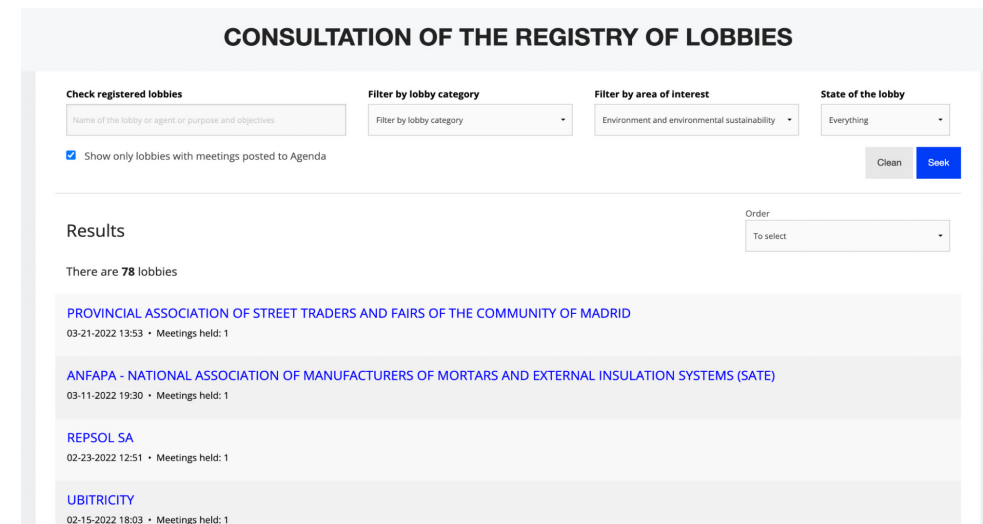 CONSULTATION OF THE REGISTRY OF LOBBIES
Check registered lobbies
Filter by lobby category
Filter by area of interest
State of the lobby
Name of the lobby or agent or purpose and objectives
Filter by lobby category
Environment and environmental sustainability
Everything
Show only lobbies with meetings posted to Agenda
Clean
Seek
Order
Results
To select
There are 78 lobbies
PROVINCIAL ASSOCIATION OF STREET TRADERS AND FAIRS OF THE COMMUNITY OF MADRID
03-21-2022 13:53 • Meetings held: 1
ANFAPA - NATIONAL ASSOCIATION OF MANUFACTURERS OF MORTARS AND EXTERNAL INSULATION SYSTEMS (SATE)
03-11-2022 19:30 • Meetings held: 1
REPSOL SA
02-23-2022 12:51 • Meetings held: 1
UBITRICITY
02-15-2022 18:03 • Meetings held: 1